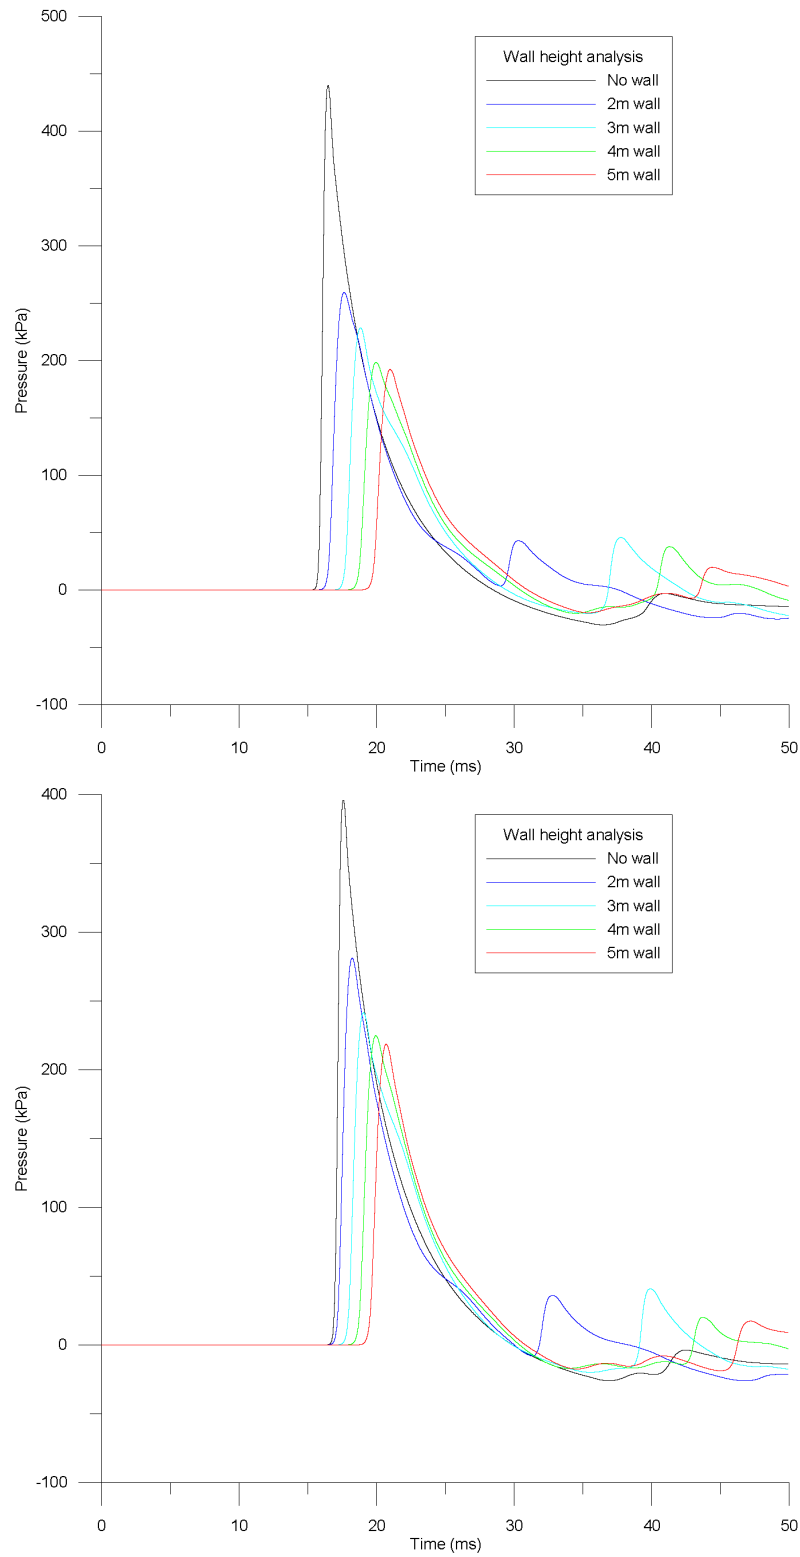 500
Wall height analysis
No wall
2m wall
3m wall
4m wall
5m wall
400
300
200
100
0
-100
Pressure (kPa)
0 10 20 30 40 50
Time (ms)
400
Wall height analysis
No wall
2m wall
3m wall
4m wall
5m wall
300
200
100
0
-100
Pressure (kPa)
0 10 20 30 40 50
Time (ms)